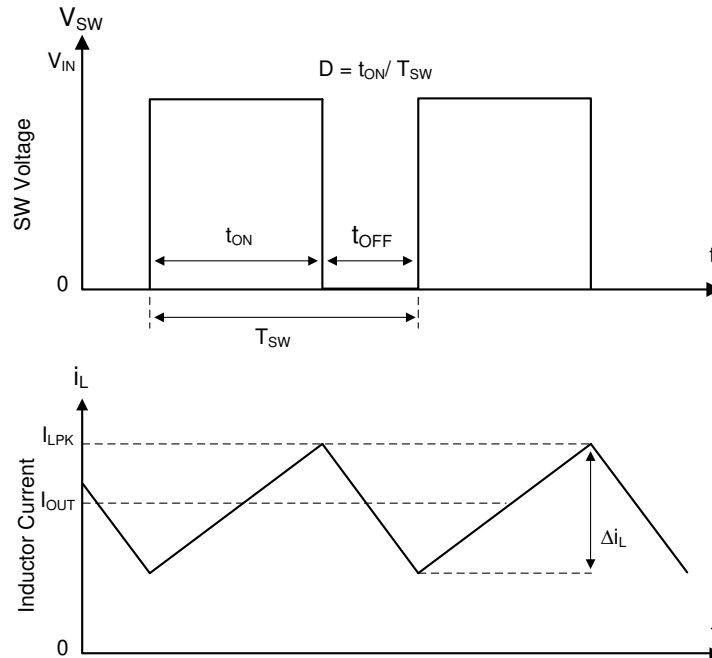 V_SW
V_IN
D = t_ON/ T_SW
SW Voltage
t_ON
t_OFF
t
0
T_SW
i_L
I_LPK
I_OUT
Δi_L
Inductor Current
0